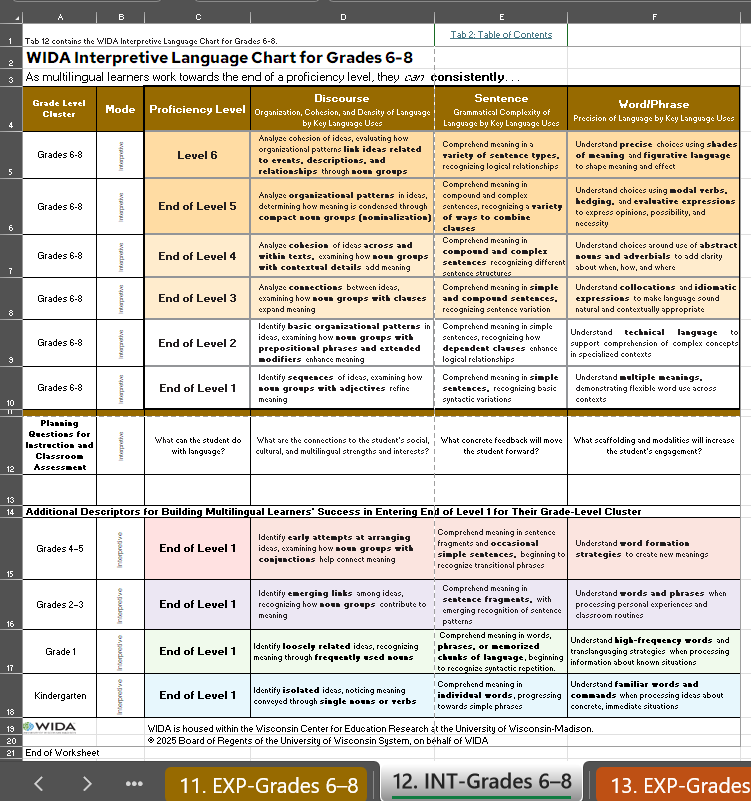 A B C D E F
1 Tab 12 contains the WIDA Interpretive Language Chart for Grades 6-8. Tab 2: Table of Contents
2 WIDA Interpretive Language Chart for Grades 6-8
3 As multilingual learners work towards the end of a proficiency level, they can consistently. . .
Grade Level
Cluster
Mode
Proficiency Level
Discourse
Organization, Cohesion, and Density of Language
by Key Language Uses
Sentence
Grammatical Complexity of
Language by Key Language Uses
Word/Phrase
Precision of Language by Key Language Uses
4
Grades 6-8
Interpretive
Level 6
Analyze cohesion of ideas, evaluating how
organizational patterns link ideas related
to events, descriptions, and
relationships through noun groups
Comprehend meaning in a
variety of sentence types,
recognizing logical relationships
Understand precise choices using shades
of meaning and figurative language
to shape meaning and effect
5
Grades 6-8
Interpretive
End of Level 5
Analyze organizational patterns in ideas,
determining how meaning is condensed through
compact noun groups (nominalization)
Comprehend meaning in
compound and complex
sentences, recognizing a variety
of ways to combine
clauses
Understand choices using modal verbs,
hedging, and evaluative expressions
to express opinions, possibility, and
necessity
6
Grades 6-8
Interpretive
End of Level 4
Analyze cohesion of ideas across and
within texts, examining how noun groups
with contextual details add meaning
Comprehend meaning in
compound and complex
sentences recognizing different
sentence structures
Understand choices around use of abstract
nouns and adverbials to add clarity
about when, how, and where
7
Grades 6-8
Interpretive
End of Level 3
Analyze connections between ideas,
examining how noun groups with clauses
expand meaning
Comprehend meaning in simple
and compound sentences,
recognizing sentence variation
Understand collocations and idiomatic
expressions to make language sound
natural and contextually appropriate
8
Grades 6-8
Interpretive
End of Level 2
Identify basic organizational patterns in
ideas, examining how noun groups with
prepositional phrases and extended
modifiers enhance meaning
Comprehend meaning in simple
sentences, recognizing how
dependent clauses enhance
logical relationships
Understand technical language to
support comprehension of complex concepts
in specialized contexts
9
Grades 6-8
Interpretive
End of Level 1
Identify sequences of ideas, examining how
noun groups with adjectives refine
meaning
Comprehend meaning in simple
sentences, recognizing basic
syntactic variations
Understand multiple meanings,
demonstrating flexible word use across
contexts
10
11
Planning
Questions for
Instruction and
Classroom
Assessment
Interpretive
What can the student do
with language?
What are the connections to the student's social,
cultural, and multilingual strengths and interests?
What concrete feedback will move
the student forward?
What scaffolding and modalities will increase
the student's engagement?
12
13
14 Additional Descriptors for Building Multilingual Learners' Success in Entering End of Level 1 for Their Grade-Level Cluster
Grades 4-5
Interpretive
End of Level 1
Identify early attempts at arranging
ideas, examining how noun groups with
conjunctions help connect meaning
Comprehend meaning in sentence
fragments and occasional
simple sentences, beginning to
recognize transitional phrases
Understand word formation
strategies to create new meanings
15
Grades 2-3
Interpretive
End of Level 1
Identify emerging links among ideas,
recognizing how noun groups contribute to
meaning
Comprehend meaning in
sentence fragments, with
emerging recognition of sentence
patterns
Understand words and phrases when
processing personal experiences and
classroom routines
16
Grade 1
Interpretive
End of Level 1
Identify loosely related ideas, recognizing
meaning through frequently used nouns
Comprehend meaning in words,
phrases, or memorized
chunks of language, beginning
to recognize syntactic repetition.
Understand high-frequency words and
translanguaging strategies when processing
information about known situations
17
Kindergarten
Interpretive
End of Level 1
Identify isolated ideas, noticing meaning
conveyed through single nouns or verbs
Comprehend meaning in
individual words, progressing
towards simple phrases
Understand familiar words and
commands when processing ideas about
concrete, immediate situations
18
19 WIDA WIDA is housed within the Wisconsin Center for Education Research at the University of Wisconsin-Madison.
20 © 2025 Board of Regents of the University of Wisconsin System, on behalf of WIDA
21 End of Worksheet
11. EXP-Grades 6–8 12. INT-Grades 6–8 13. EXP-Grades